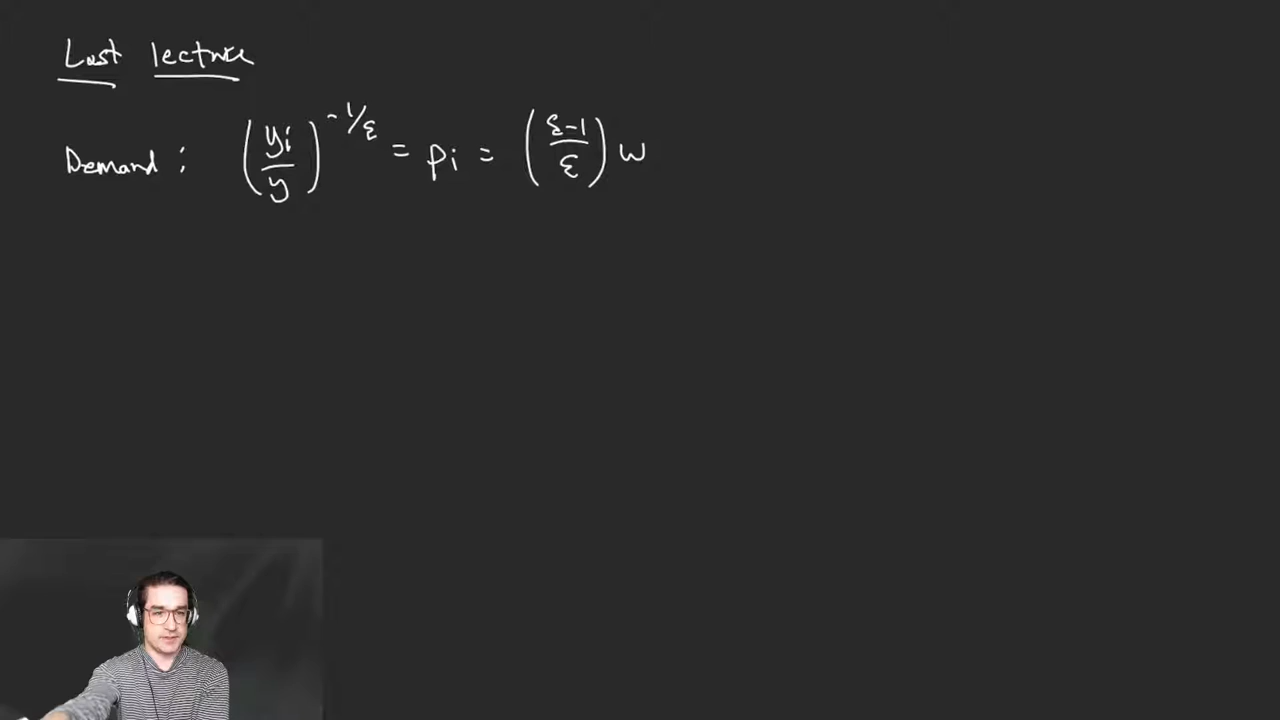 Last lecture
Demand : (yi/y)^{-1/ε} = pi = ((ε-1)/ε) w